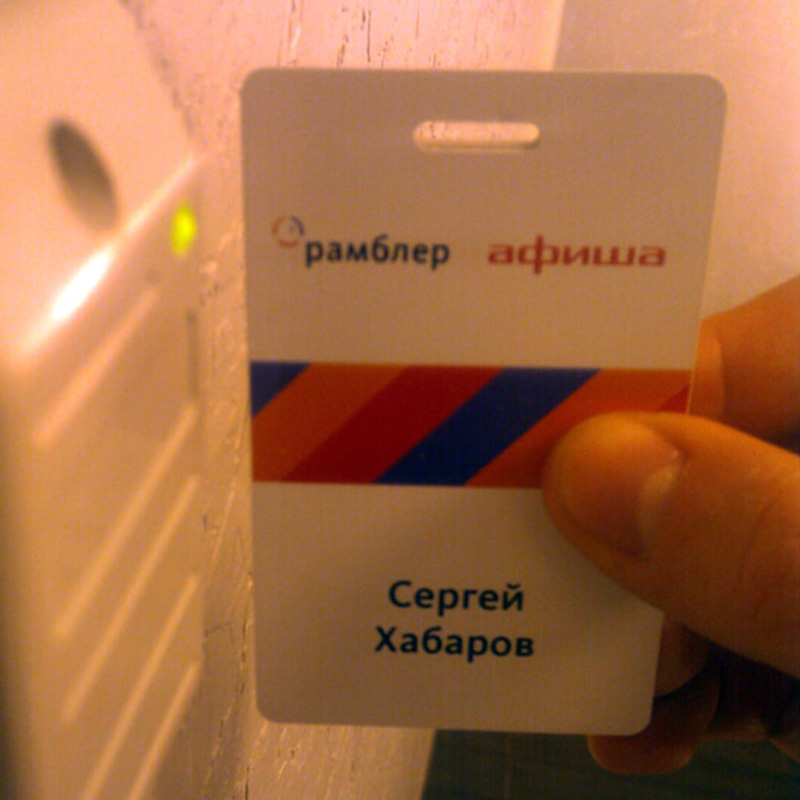 рамблер афиша
Сергей
Хабаров